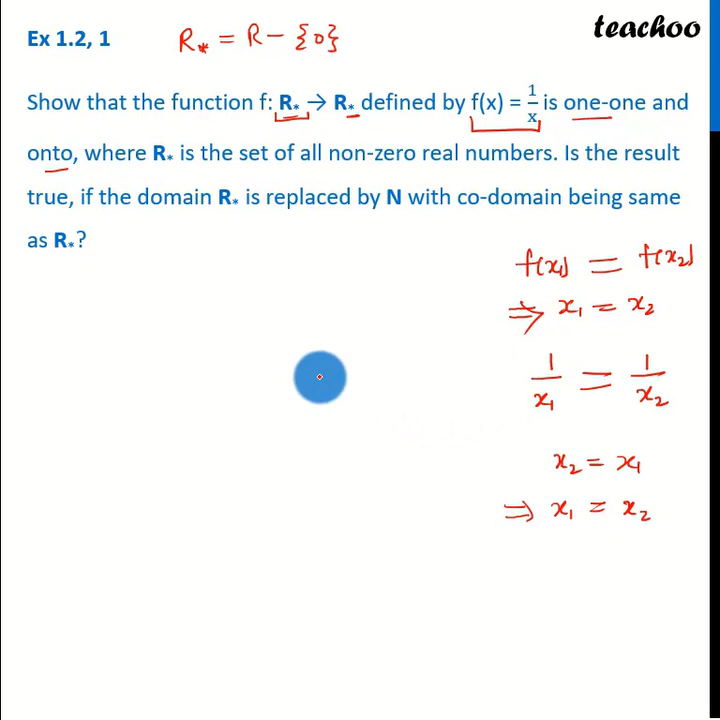 teachoo
Ex 1.2, 1
R* = R - {0}
Show that the function f: R* → R* defined by f(x) = 1/x is one-one and
onto, where R* is the set of all non-zero real numbers. Is the result
true, if the domain R* is replaced by N with co-domain being same
as R*?
f(x₁) = f(x₂)
⇒ x₁ = x₂
1/x₁ = 1/x₂
x₂ = x₁
⇒ x₁ = x₂